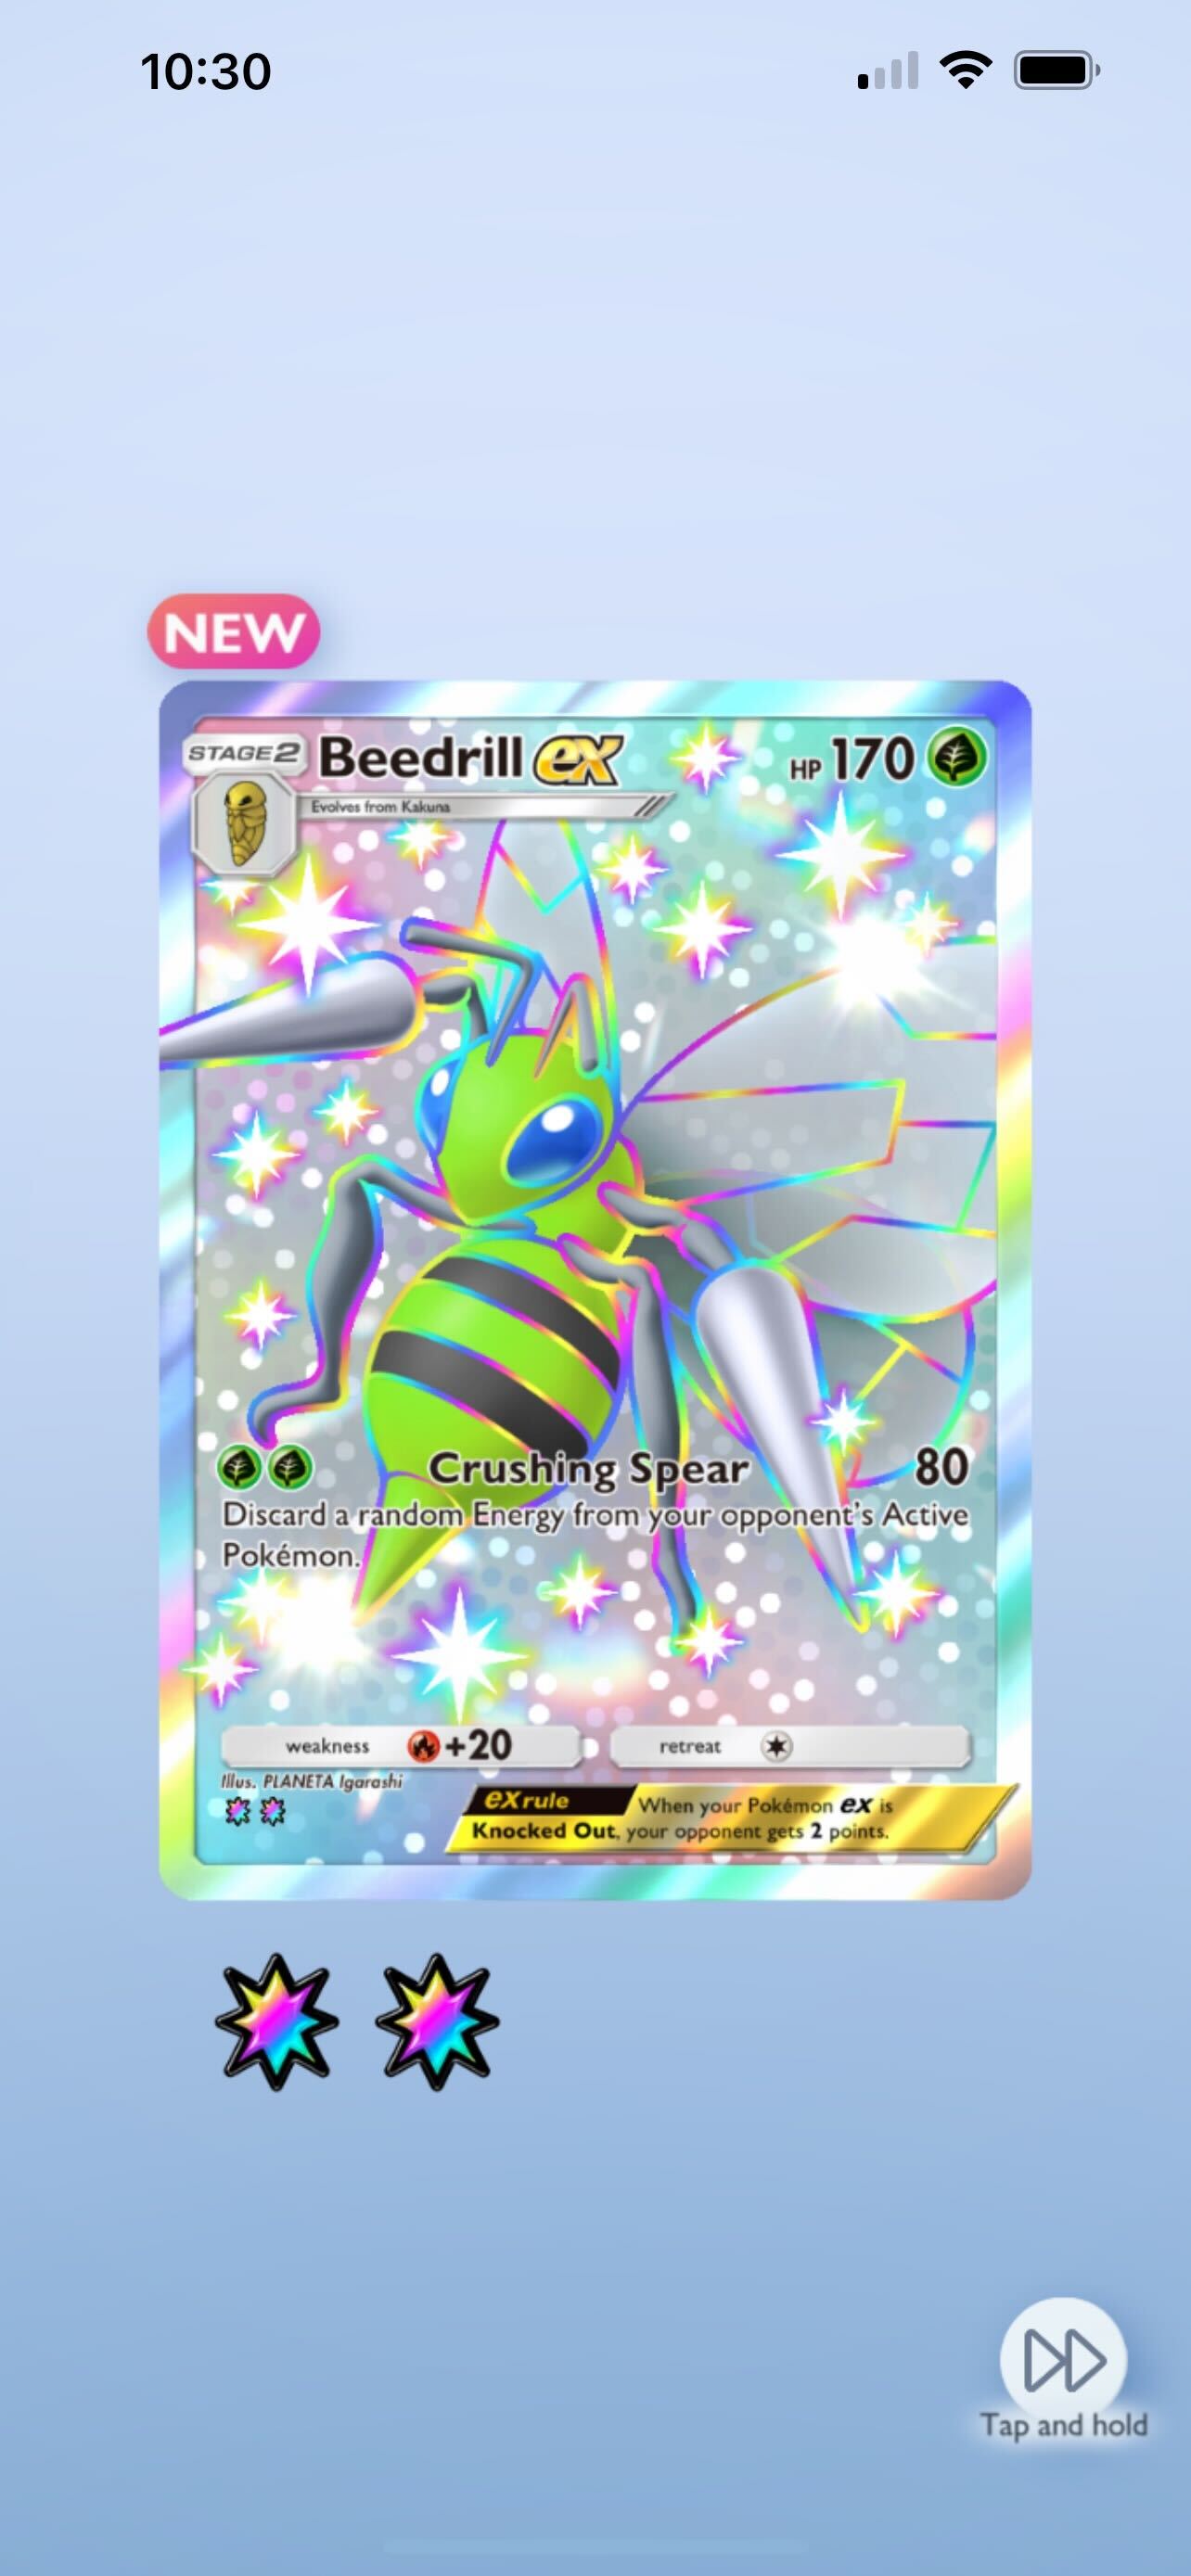 10:30
NEW
STAGE2 Beedrill ex HP 170
Evolves from Kakuna
Crushing Spear 80
Discard a random Energy from your opponent's Active
Pokémon.
weakness +20 retreat
Illus. PLANETA Igarashi
ex rule When your Pokémon ex is
Knocked Out, your opponent gets 2 points.
Tap and hold